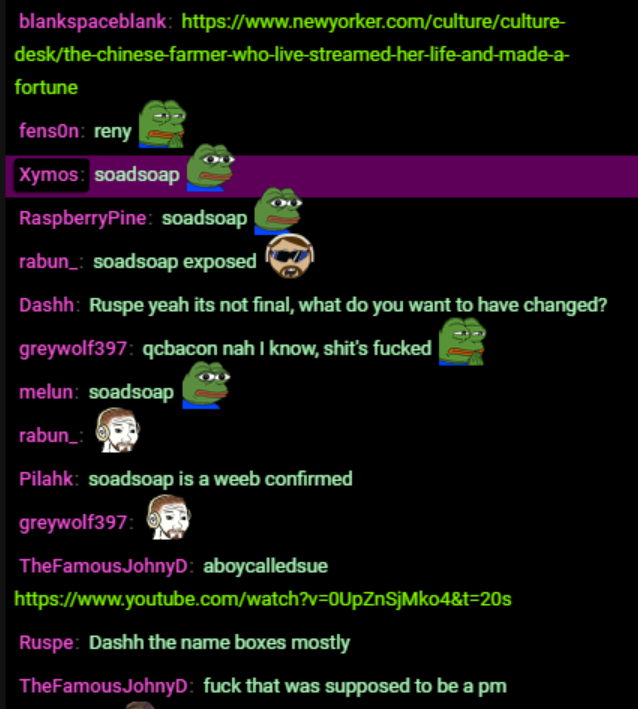 blankspaceblank: https://www.newyorker.com/culture/culture-
desk/the-chinese-farmer-who-live-streamed-her-life-and-made-a-
fortune
fens0n: reny
Xymos: soadsoap
RaspberryPine: soadsoap
rabun_: soadsoap exposed
Dashh: Ruspe yeah its not final, what do you want to have changed?
greywolf397: qcbacon nah I know, shit's fucked
melun: soadsoap
rabun_:
Pilahk: soadsoap is a weeb confirmed
greywolf397:
TheFamousJohnyD: aboycalledsue
https://www.youtube.com/watch?v=0UpZnSjMko4&t=20s
Ruspe: Dashh the name boxes mostly
TheFamousJohnyD: fuck that was supposed to be a pm